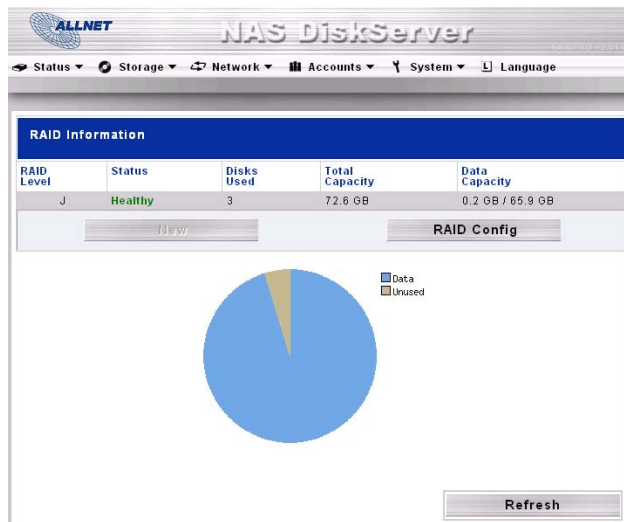 ALLNET
NAS DiskServer
Status Storage Network Accounts System L Language
RAID Information
RAID Level Status Disks Used Total Capacity Data Capacity
J Healthy 3 72.6 GB 0.2 GB / 65.9 GB
New RAID Config
Data
Unused
Refresh